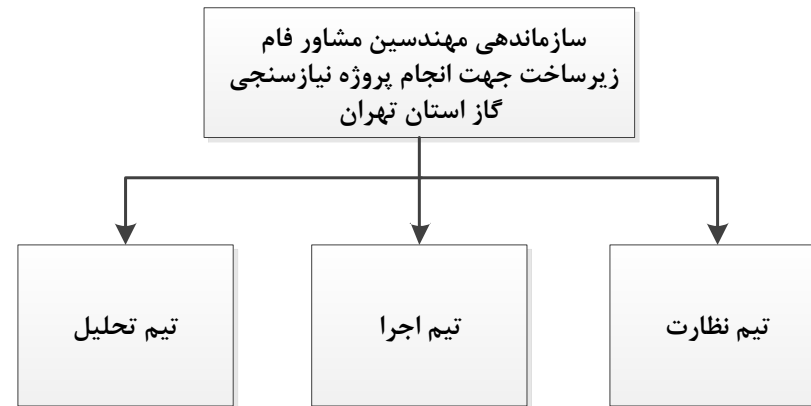 سازماندهی مهندسین مشاور فام
زیرساخت جهت انجام پروژه نیازسنجی
گاز استان تهران
تیم نظارت
تیم اجرا
تیم تحلیل